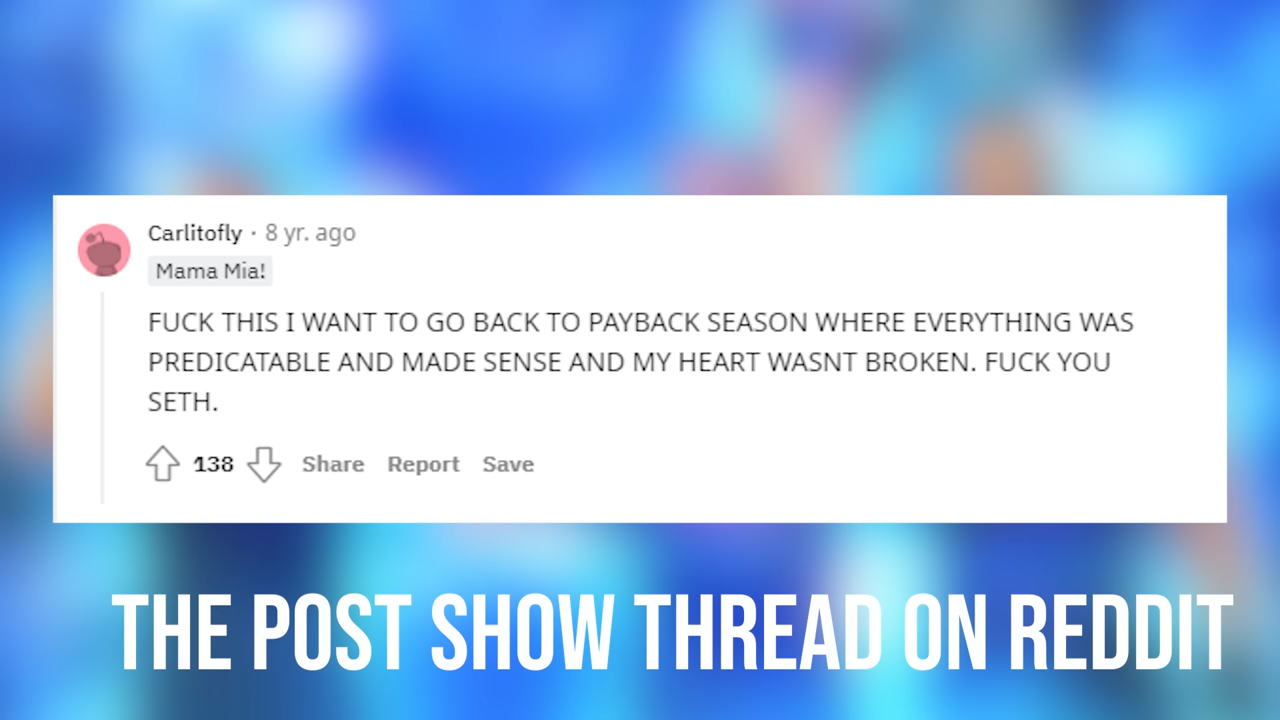 Carlitofly · 8 yr. ago
Mama Mia!
FUCK THIS I WANT TO GO BACK TO PAYBACK SEASON WHERE EVERYTHING WAS
PREDICATABLE AND MADE SENSE AND MY HEART WASNT BROKEN. FUCK YOU
SETH.
138 Share Report Save
THE POST SHOW THREAD ON REDDIT